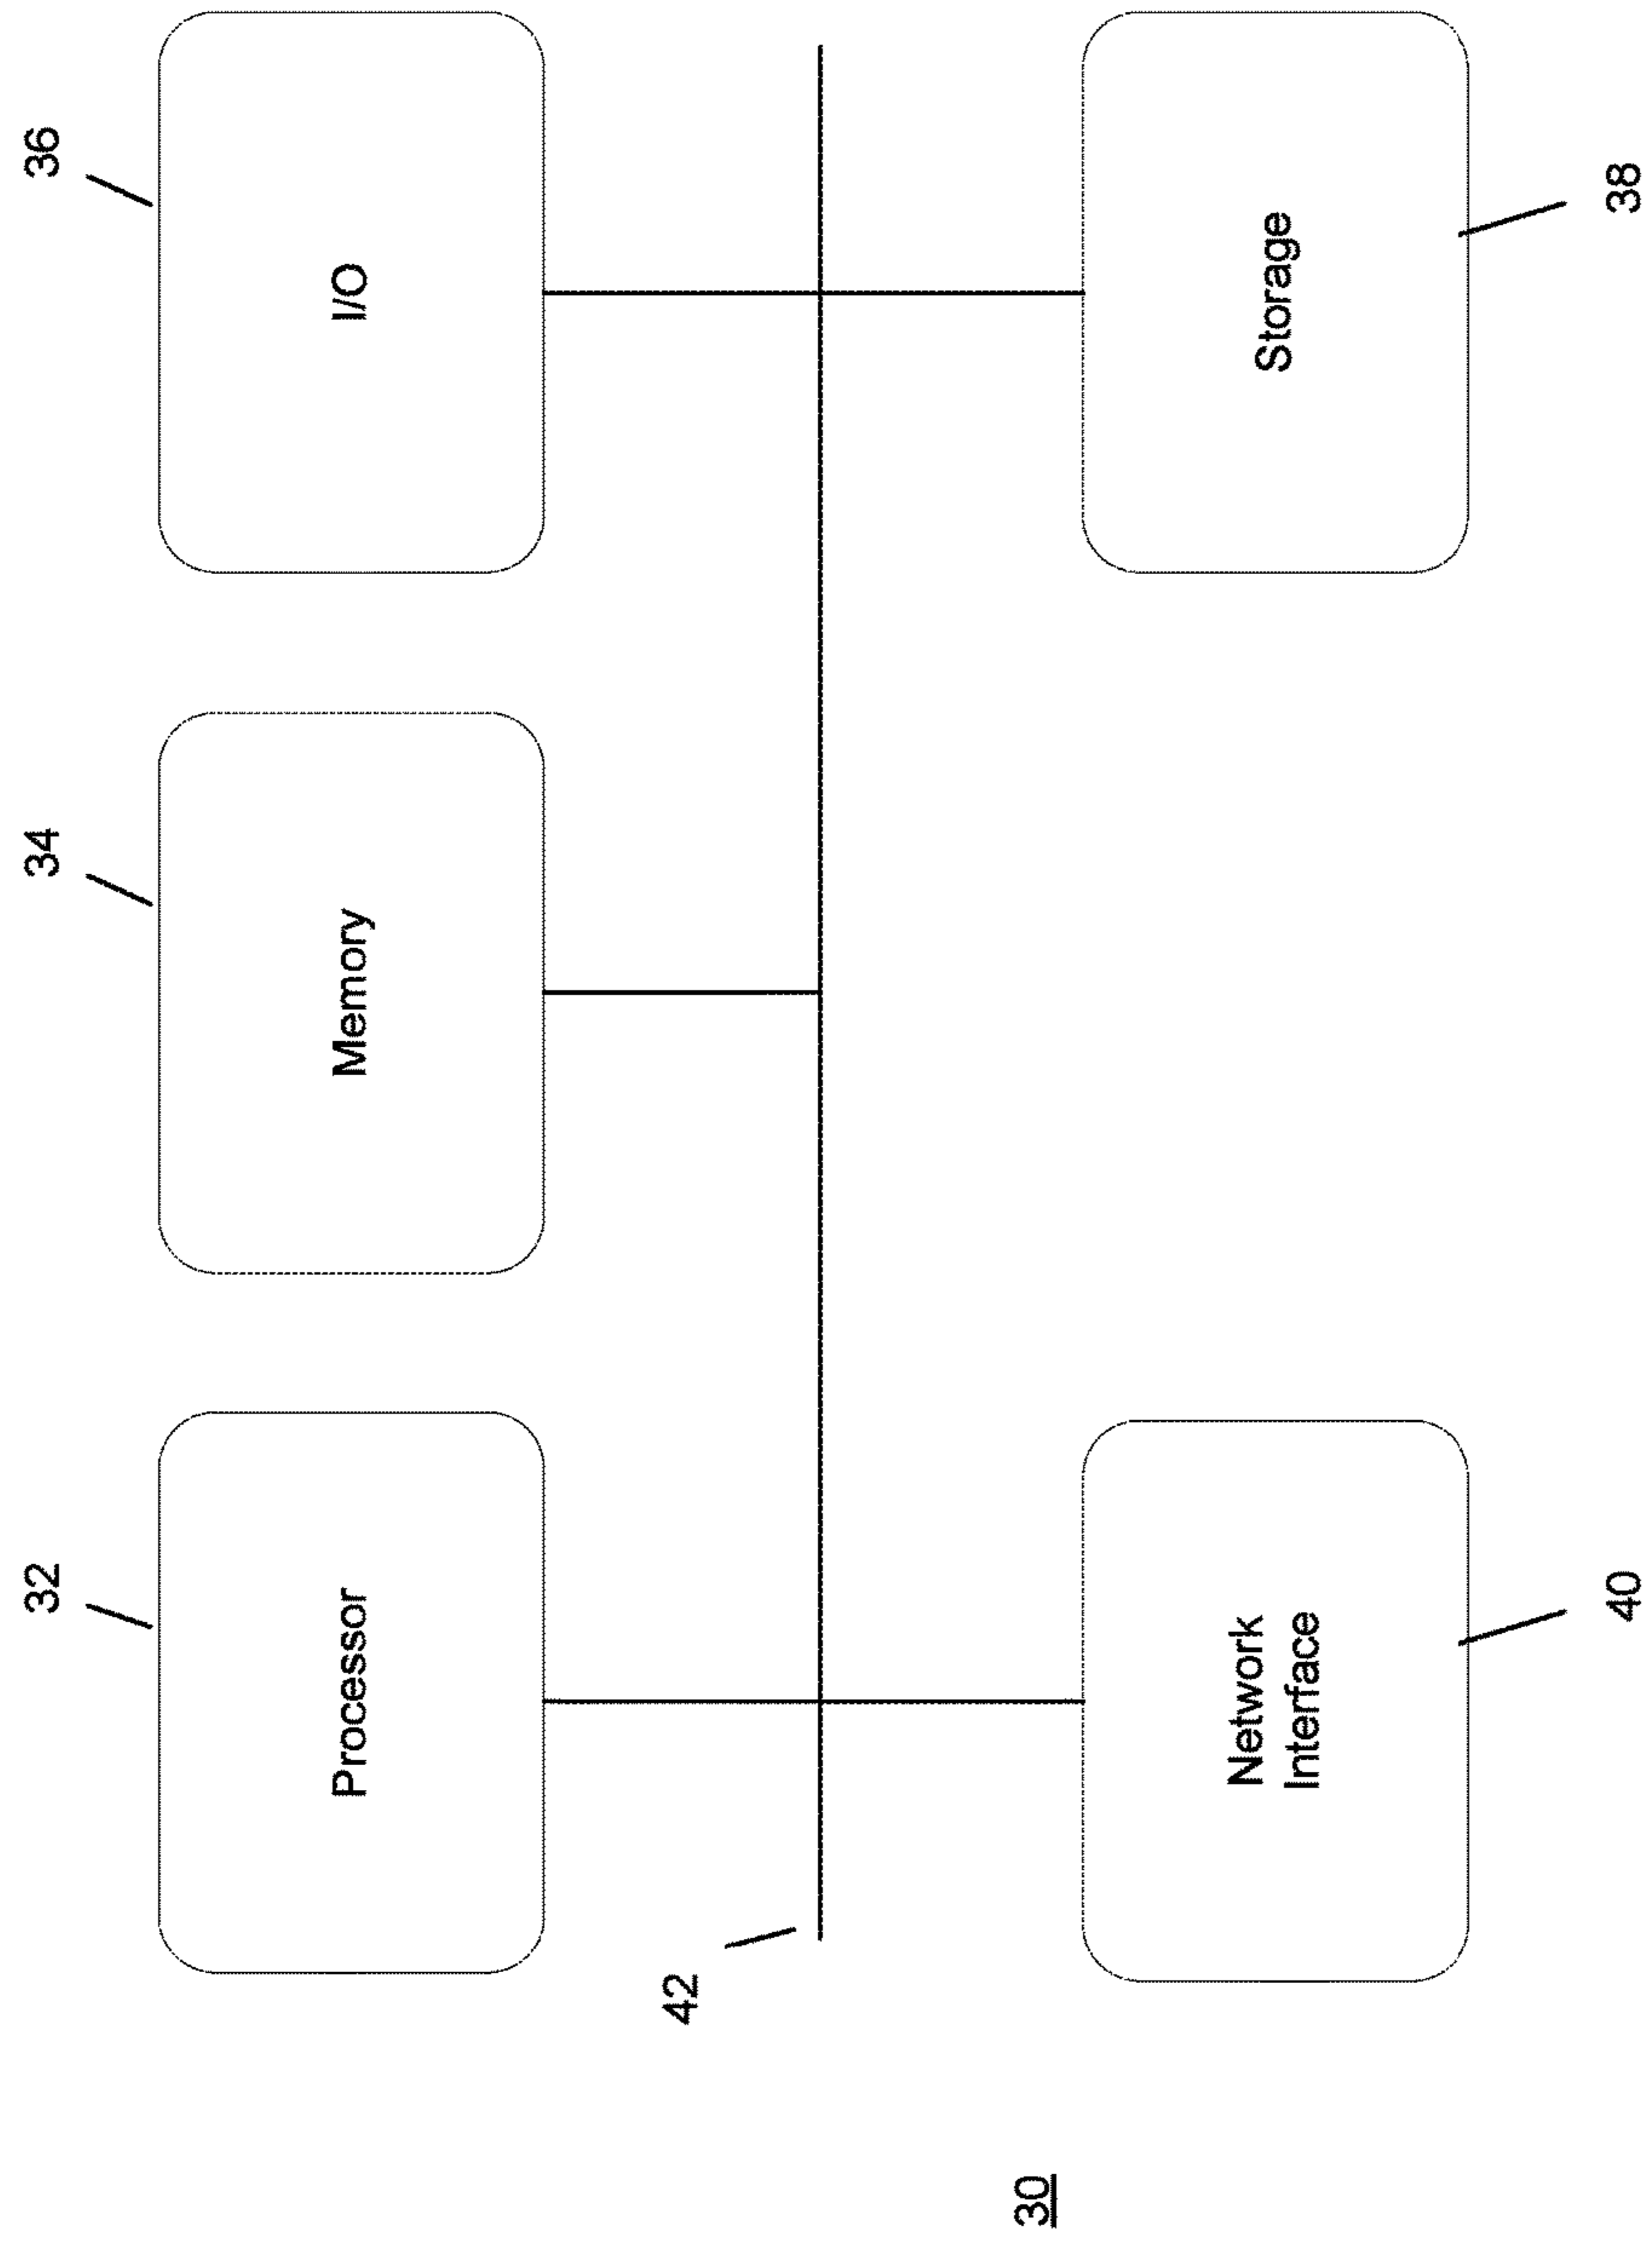 32
34
36
Processor
Memory
I/O
42
30
Network
Interface
Storage
40
38